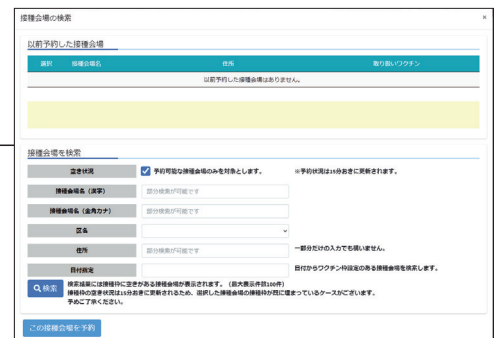 接種会場の検索 ×
以前予約した接種会場
選択 接種会場名 住所 取り扱いワクチン
以前予約した接種会場はありません。
接種会場を検索
空き状況 予約可能な接種会場のみを対象とします。 ※予約状況は15分おきに更新されます。
接種会場名（漢字） 部分検索が可能です
接種会場名（全角カナ） 部分検索が可能です
区名
住所 部分検索が可能です 一部分だけの入力でも構いません。
日付指定 日付からワクチン枠設定のある接種会場を検索します。
検索 検索結果には接種枠に空きがある接種会場が表示されます。（最大表示件数100件）
接種枠の空き状況は15分おきに更新されるため、選択した接種会場の接種枠が既に埋まっているケースがございます。
予めご了承ください。
この接種会場を予約